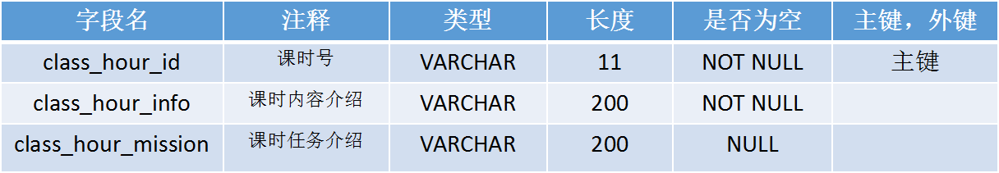 字段名 注释 类型 长度 是否为空 主键，外键
class_hour_id 课时号 VARCHAR 11 NOT NULL 主键
class_hour_info 课时内容介绍 VARCHAR 200 NOT NULL
class_hour_mission 课时任务介绍 VARCHAR 200 NULL